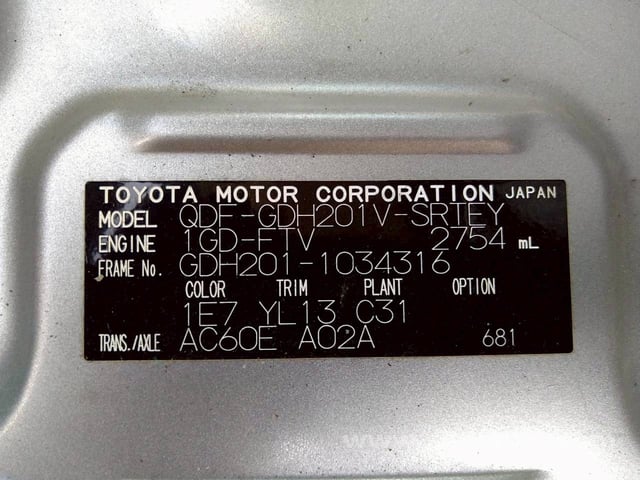 TOYOTA MOTOR CORPORATION JAPAN
MODEL QDF-GDH201V-SRTEY
ENGINE 1GD-FTV 2754 mL
FRAME No. GDH201-1034316
COLOR TRIM PLANT OPTION
1E7 YL13 C31
TRANS./AXLE AC60E A02A 681